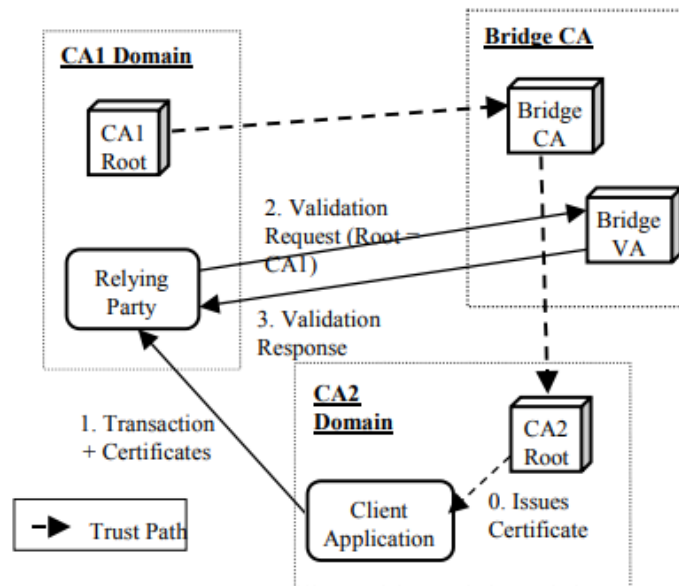 CA1 Domain
CA1
Root
Bridge CA
Bridge
CA
Bridge
VA
2. Validation
Request (Root =
CA1)
Relying
Party
3. Validation
Response
1. Transaction
+ Certificates
CA2
Domain
CA2
Root
Client
Application
0. Issues
Certificate
Trust Path